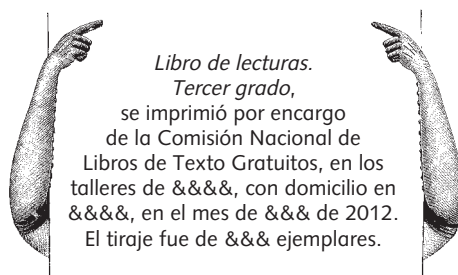 Libro de lecturas.
Tercer grado,
se imprimió por encargo
de la Comisión Nacional de
Libros de Texto Gratuitos, en los
talleres de &&&&, con domicilio en
&&&&, en el mes de &&& de 2012.
El tiraje fue de &&& ejemplares.